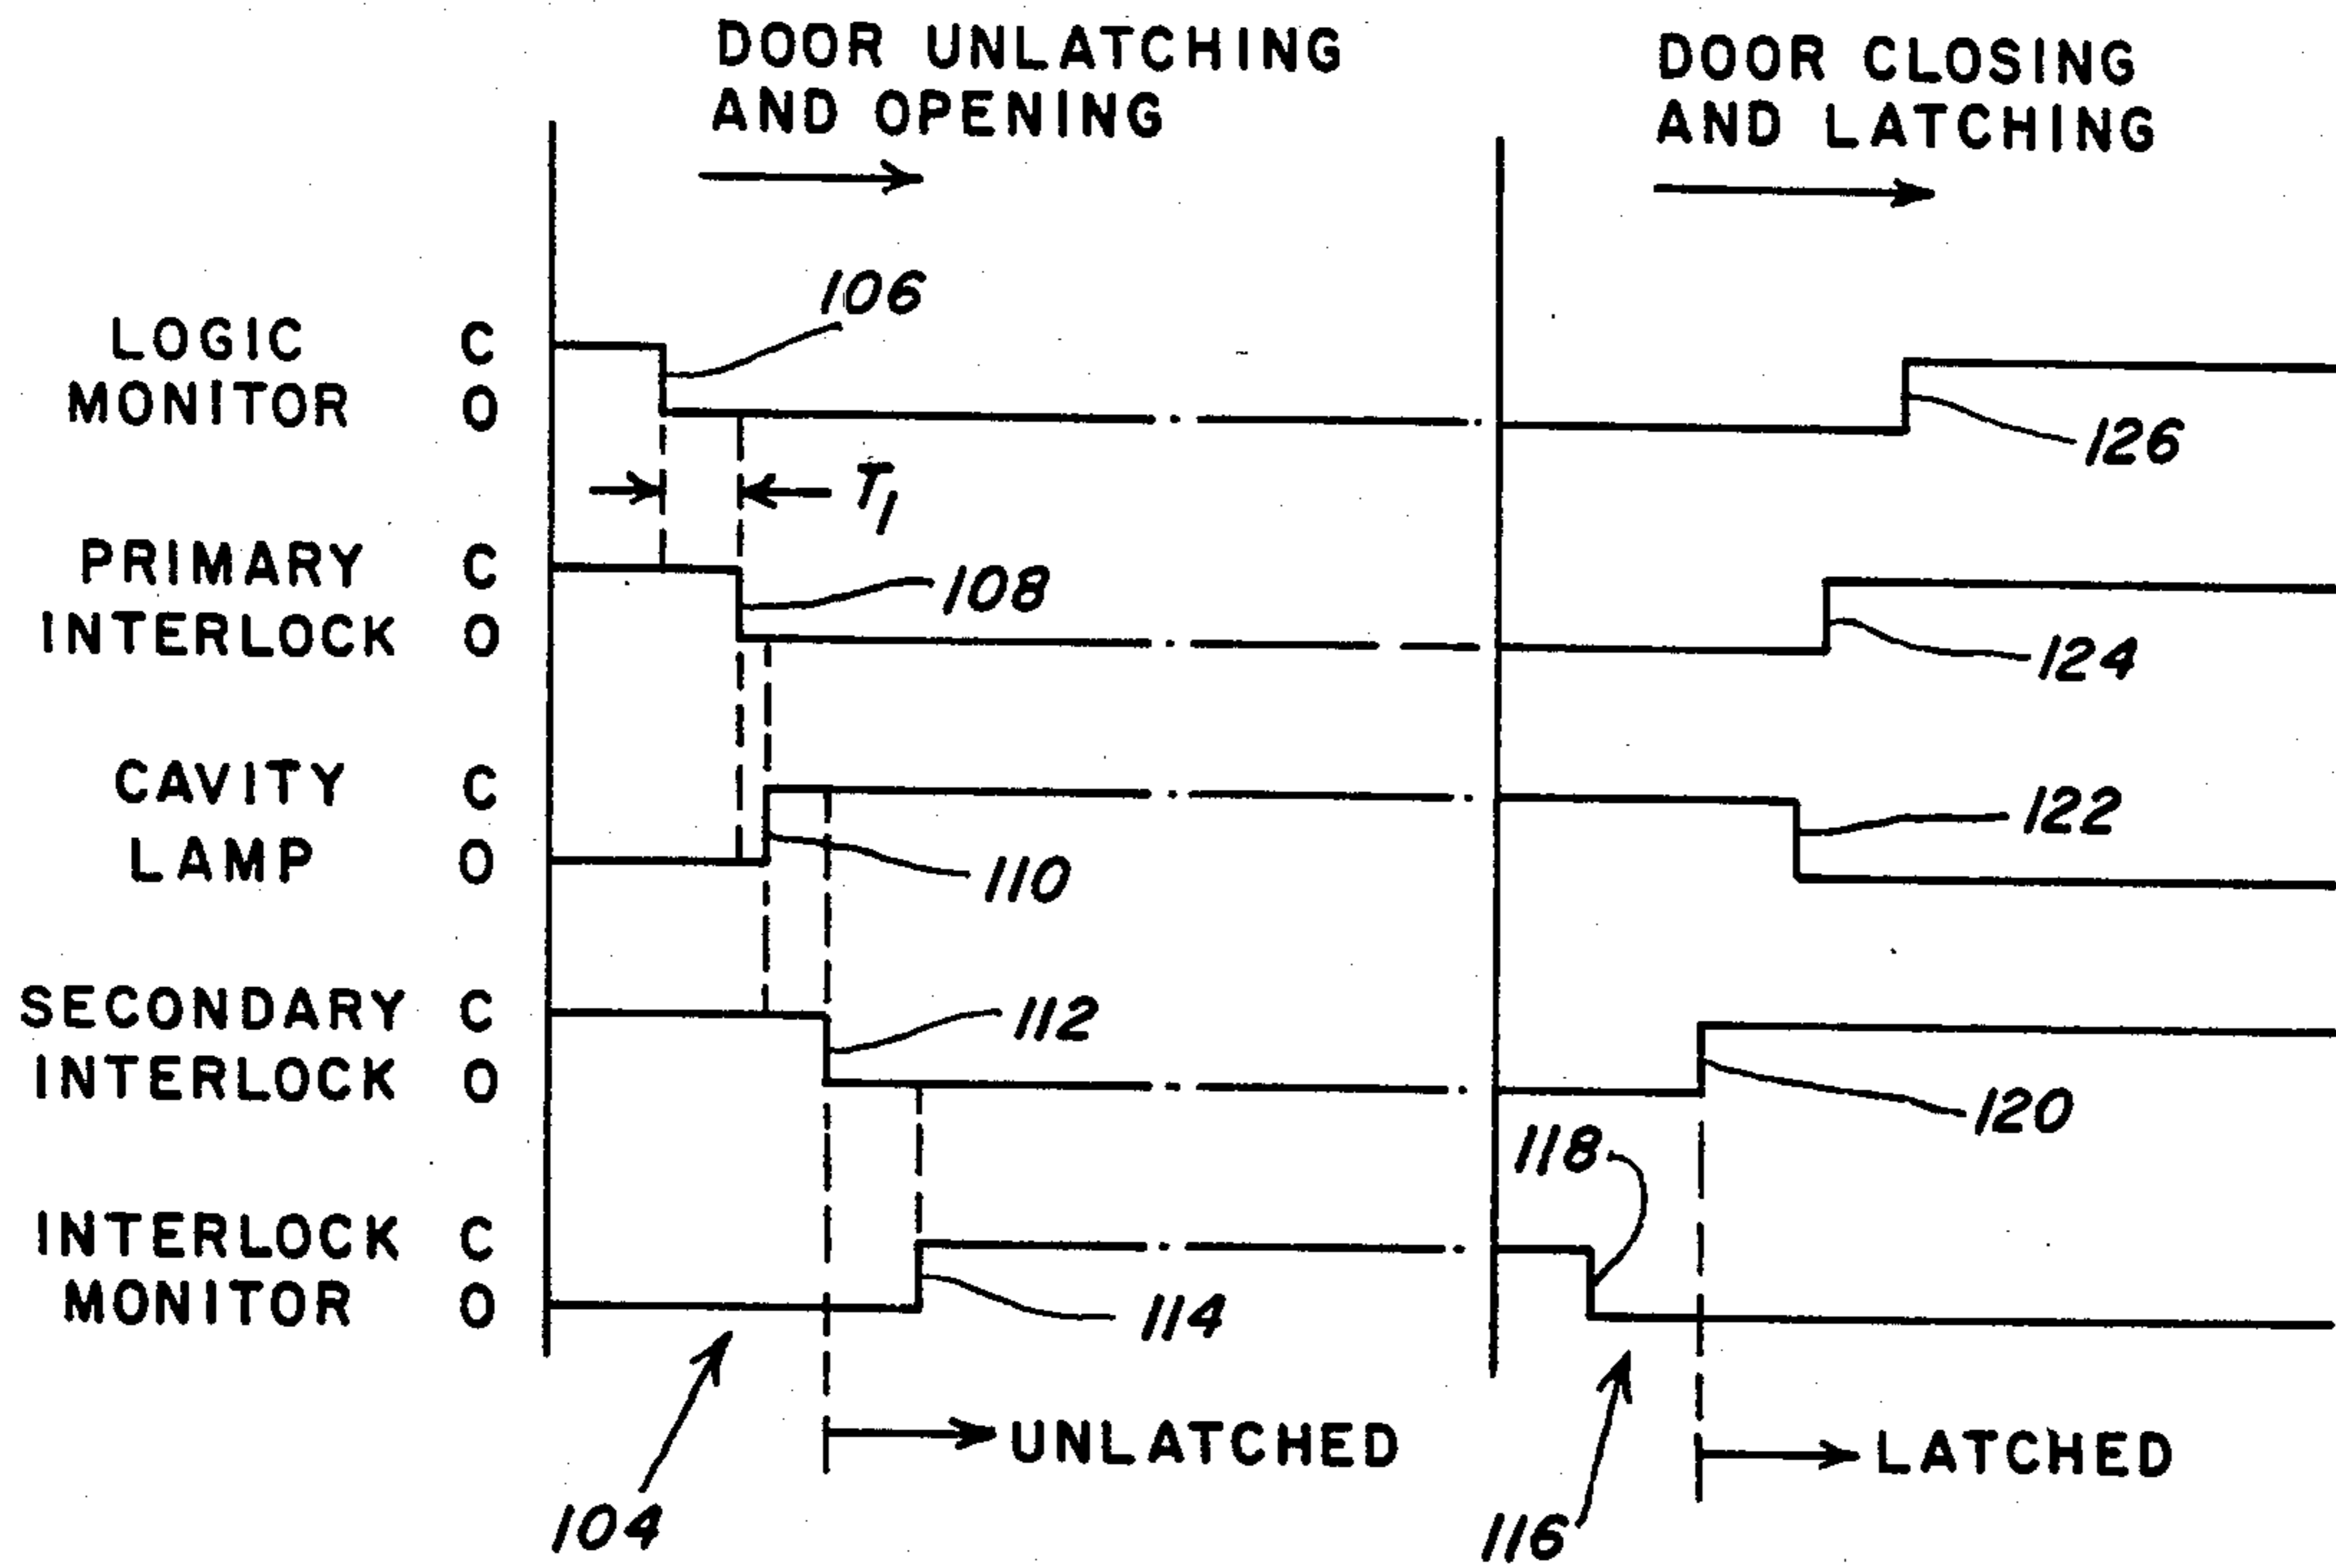 DOOR UNLATCHING
AND OPENING
DOOR CLOSING
AND LATCHING
106
LOGIC C
MONITOR O
126
T1
PRIMARY C
INTERLOCK O
108
124
CAVITY C
LAMP O
110
122
SECONDARY C
INTERLOCK O
112
120
118
INTERLOCK C
MONITOR O
114
UNLATCHED
LATCHED
104
116